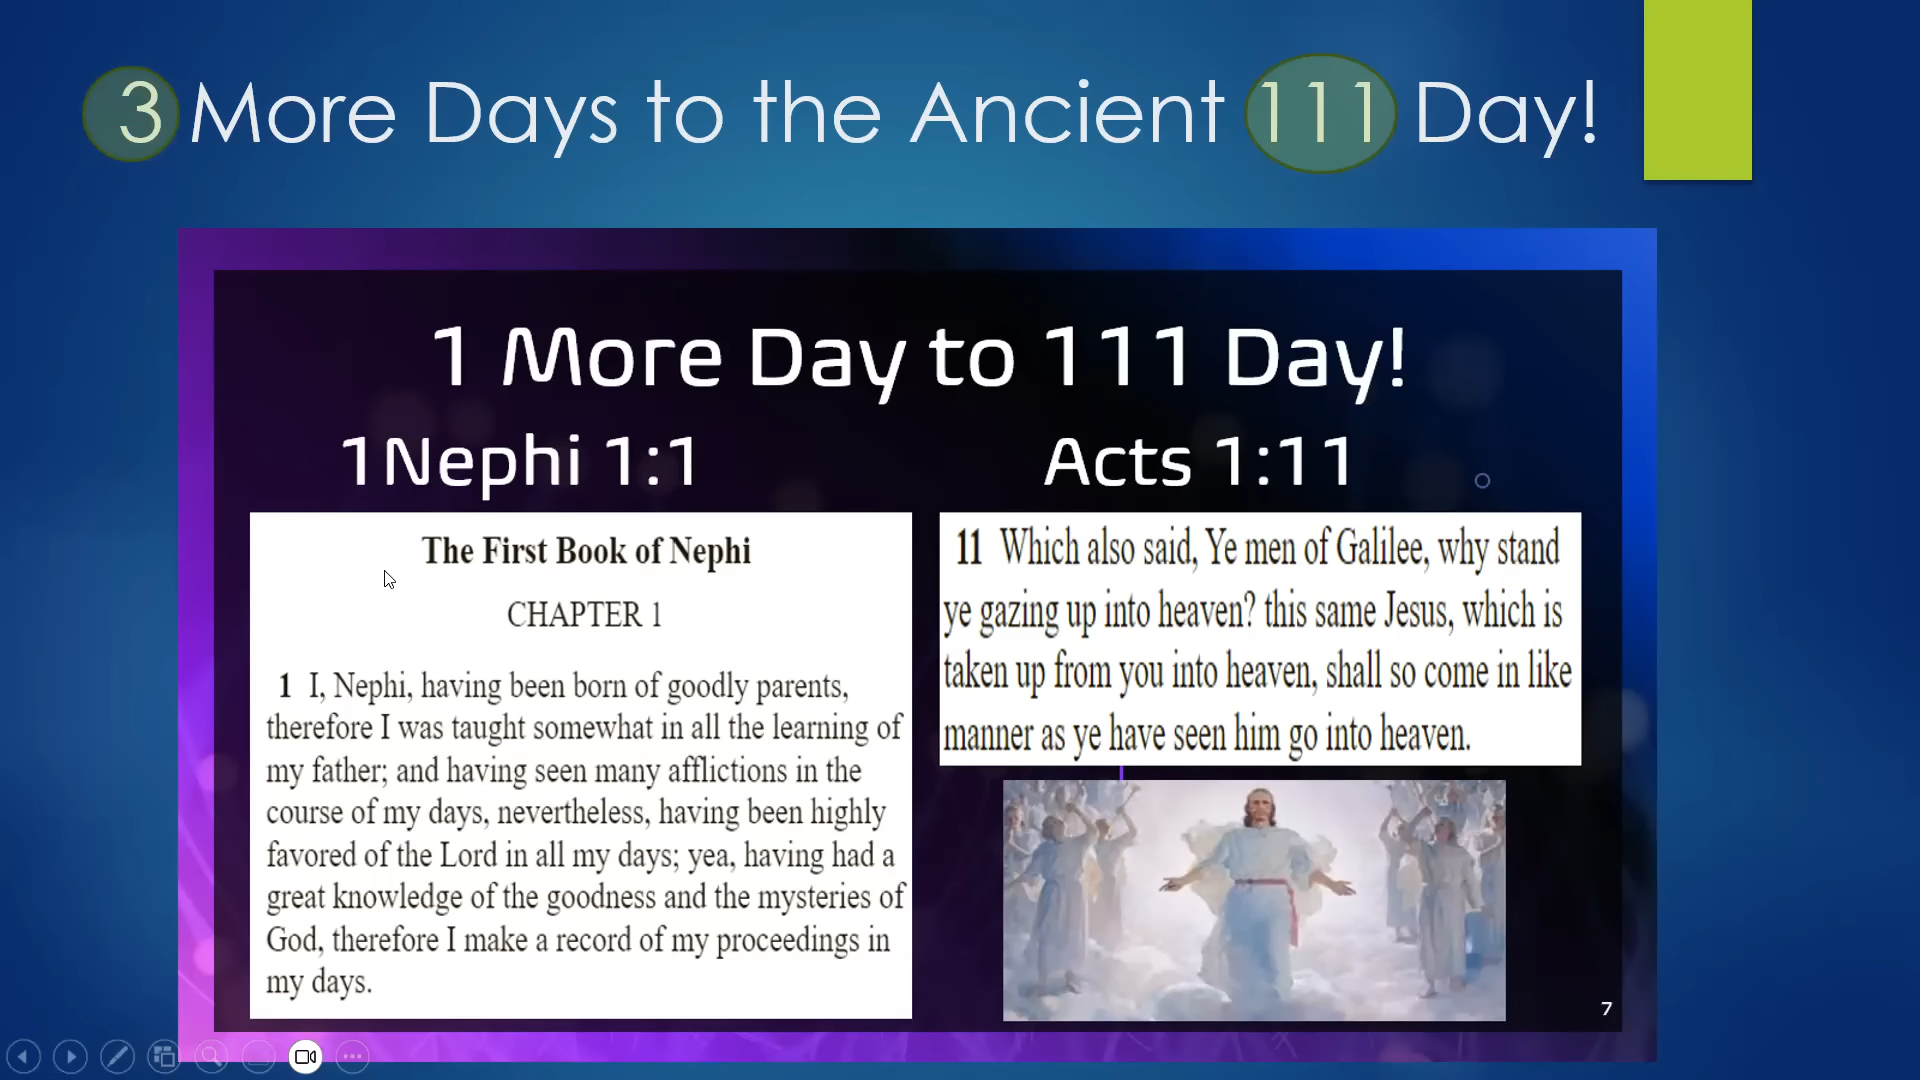 3 More Days to the Ancient 111 Day!
1 More Day to 111 Day!
1Nephi 1:1
The First Book of Nephi
CHAPTER 1
1 I, Nephi, having been born of goodly parents,
therefore I was taught somewhat in all the learning of
my father; and having seen many afflictions in the
course of my days, nevertheless, having been highly
favored of the Lord in all my days; yea, having had a
great knowledge of the goodness and the mysteries of
God, therefore I make a record of my proceedings in
my days.
Acts 1:11
11 Which also said, Ye men of Galilee, why stand
ye gazing up into heaven? this same Jesus, which is
taken up from you into heaven, shall so come in like
manner as ye have seen him go into heaven.
7